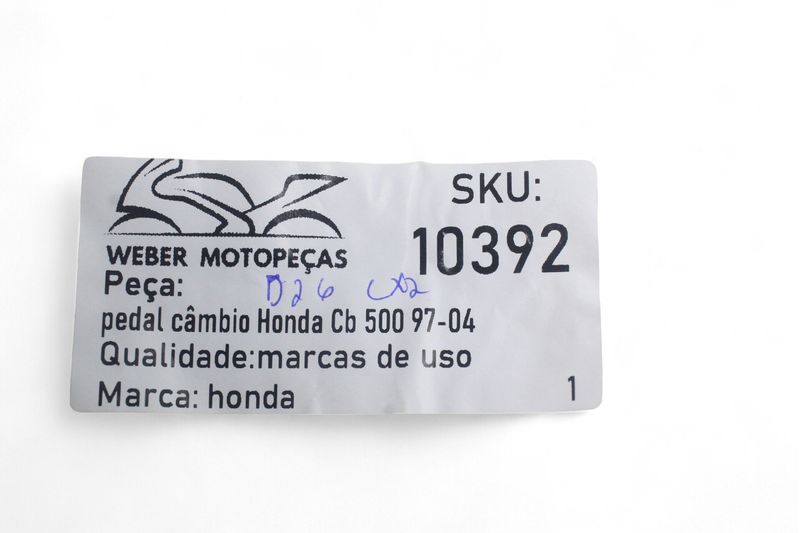 SKU:
10392
WEBER MOTOPEÇAS
Peça:
D26
pedal câmbio Honda Cb 500 97-04
Qualidade:marcas de uso
Marca: honda
1